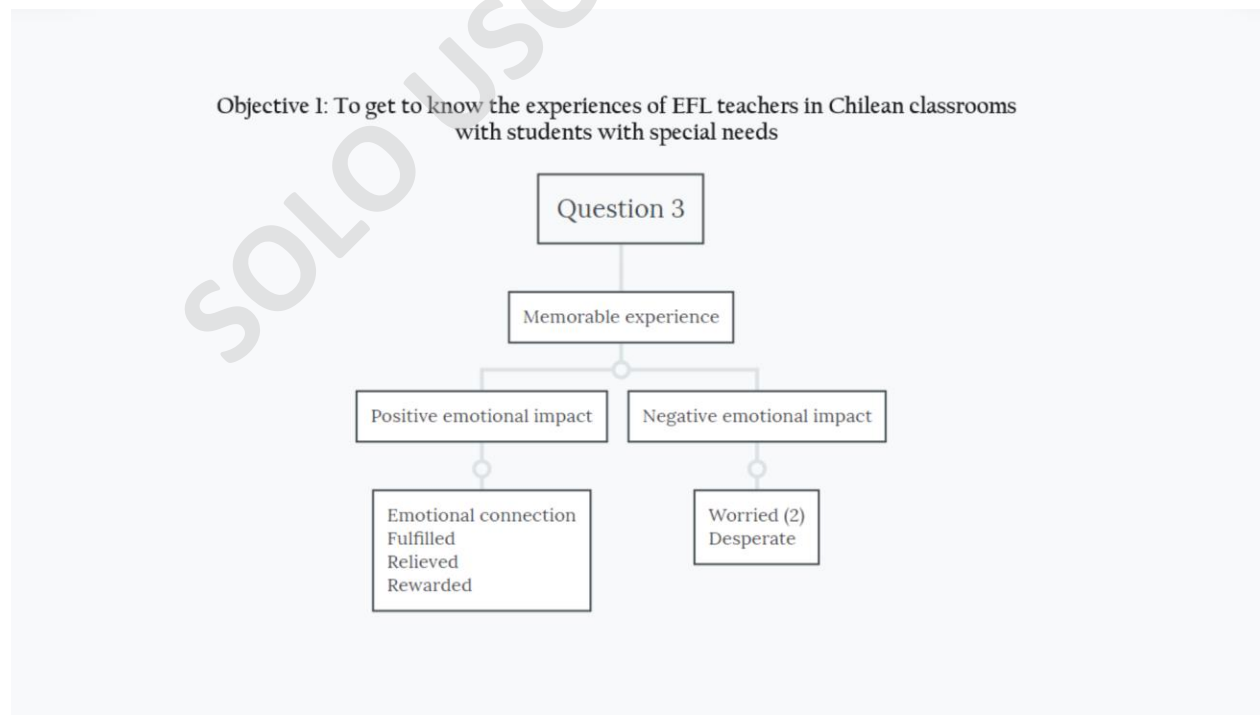 SOLO USO
Objective 1: To get to know the experiences of EFL teachers in Chilean classrooms
with students with special needs
Question 3
Memorable experience
Positive emotional impact
Negative emotional impact
Emotional connection
Fulfilled
Relieved
Rewarded
Worried (2)
Desperate